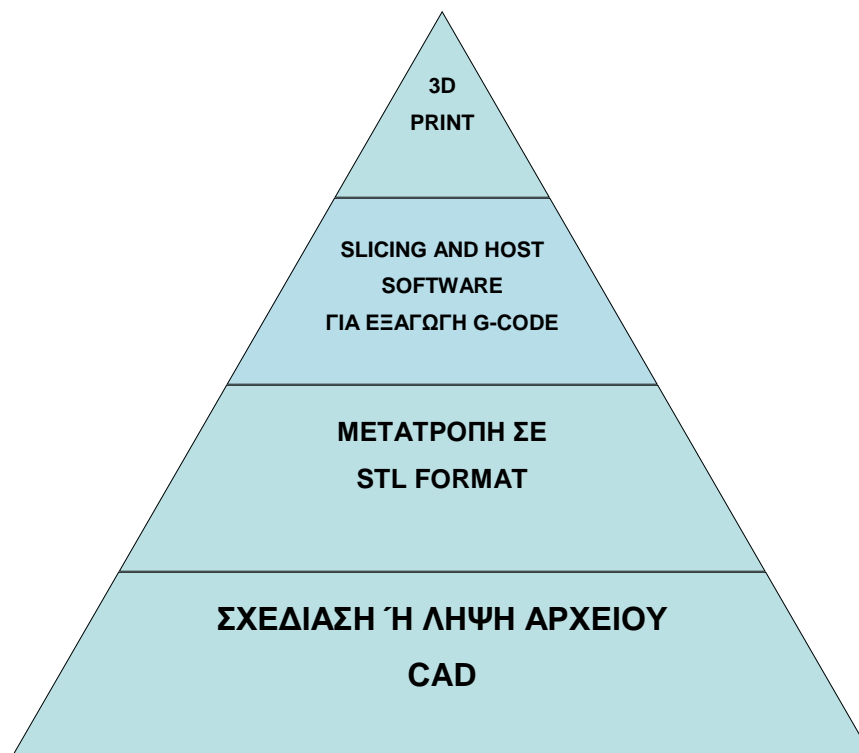 3D
PRINT
SLICING AND HOST
SOFTWARE
ΓΙΑ ΕΞΑΓΩΓΗ G-CODE
ΜΕΤΑΤΡΟΠΗ ΣΕ
STL FORMAT
ΣΧΕΔΙΑΣΗ Ή ΛΗΨΗ ΑΡΧΕΙΟΥ
CAD